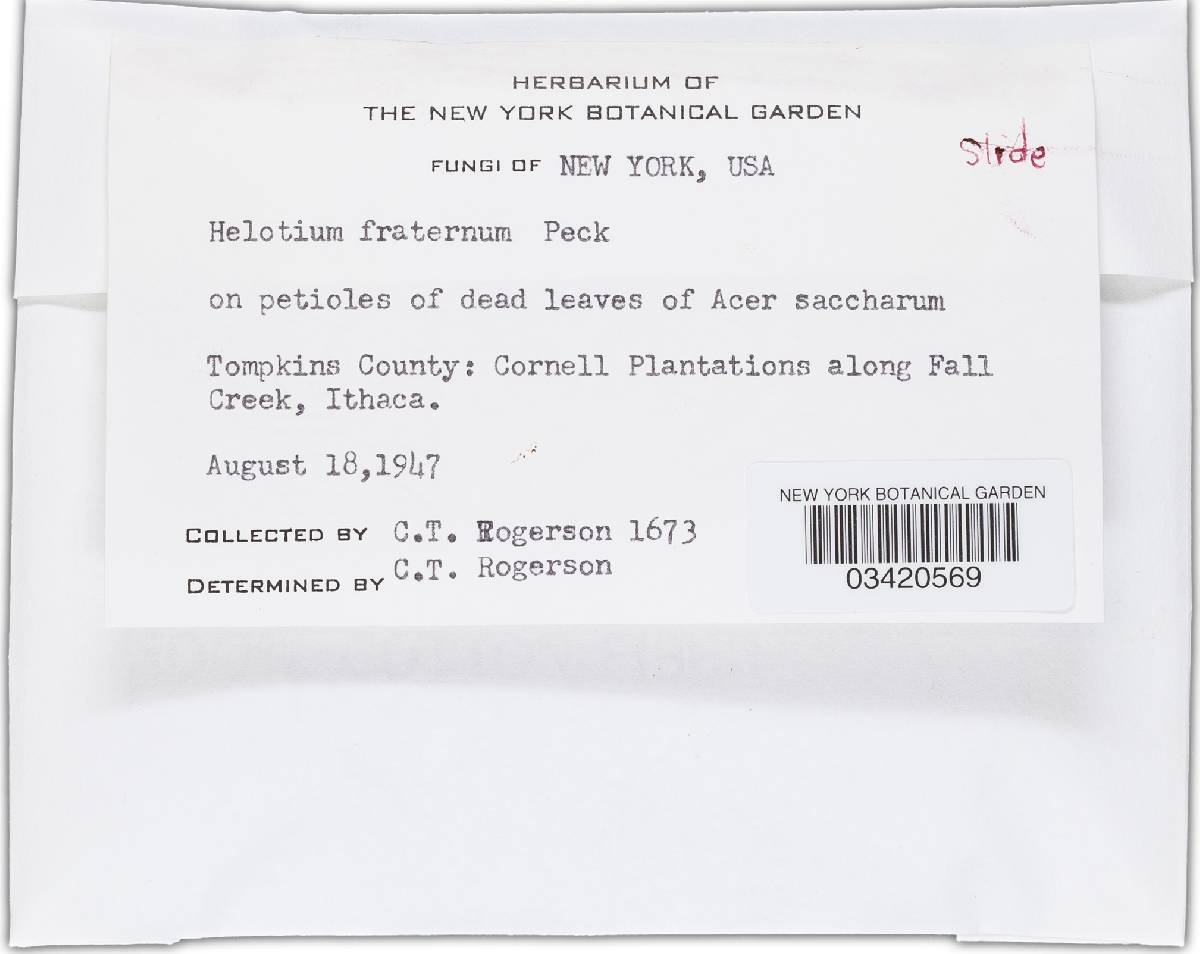 HERBARIUM OF
THE NEW YORK BOTANICAL GARDEN
FUNGI OF NEW YORK, USA
Slide
Helotium fraternum Peck
on petioles of dead leaves of Acer saccharum
Tompkins County: Cornell Plantations along Fall
Creek, Ithaca.
August 18,1947
COLLECTED BY C.T. Rogerson 1673
DETERMINED BY C.T. Rogerson
NEW YORK BOTANICAL GARDEN
03420569